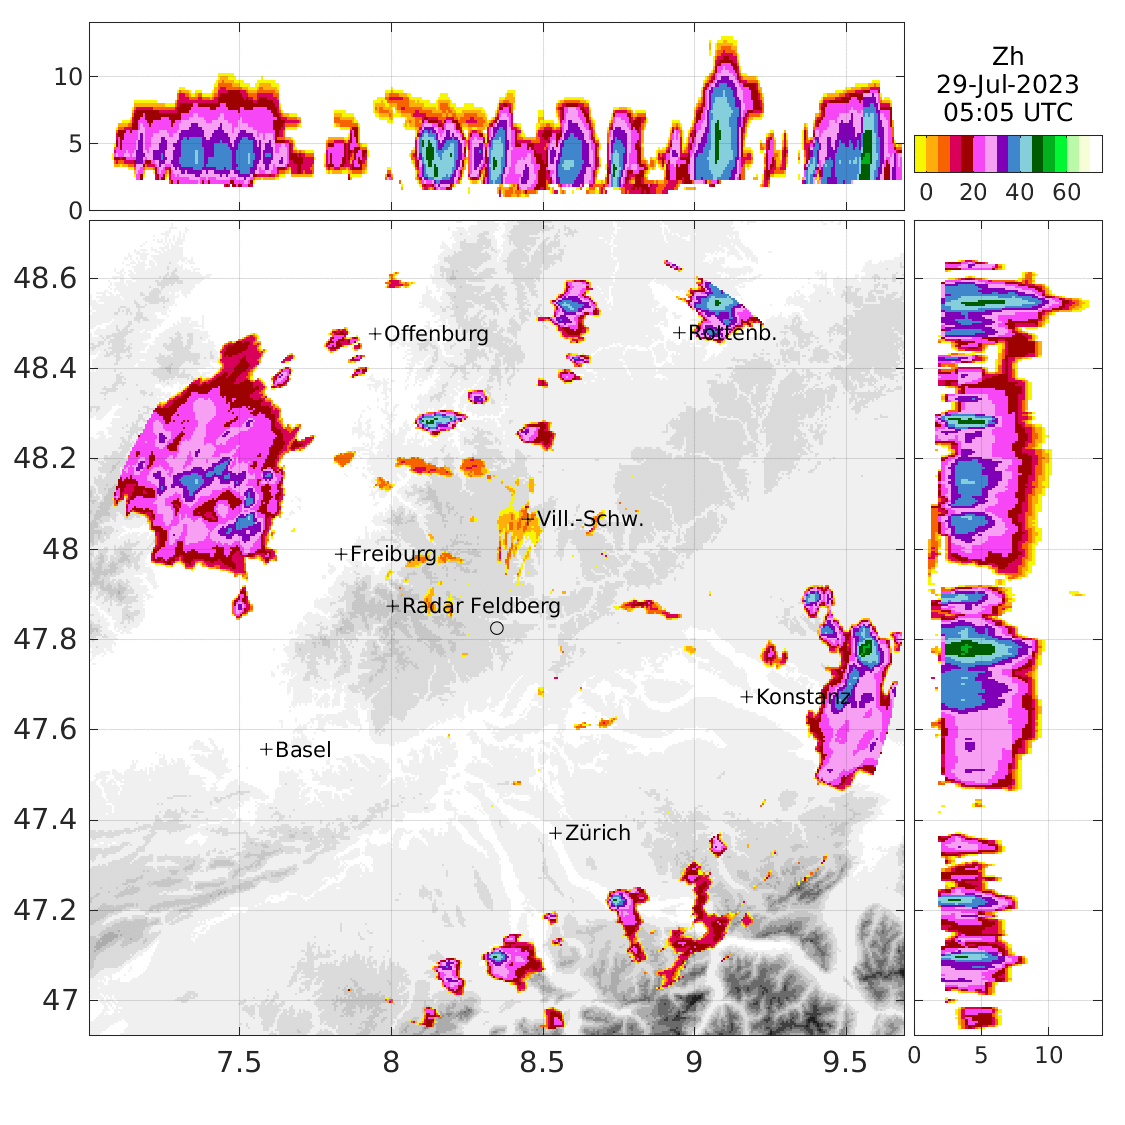 10
5
0
Zh
29-Jul-2023
05:05 UTC
0 20 40 60
48.6
48.4
48.2
48
47.8
47.6
47.4
47.2
47
Offenburg
Rottenb.
Vill.-Schw.
Freiburg
Radar Feldberg
Konstanz
Basel
Zürich
7.5 8 8.5 9 9.5
0 5 10